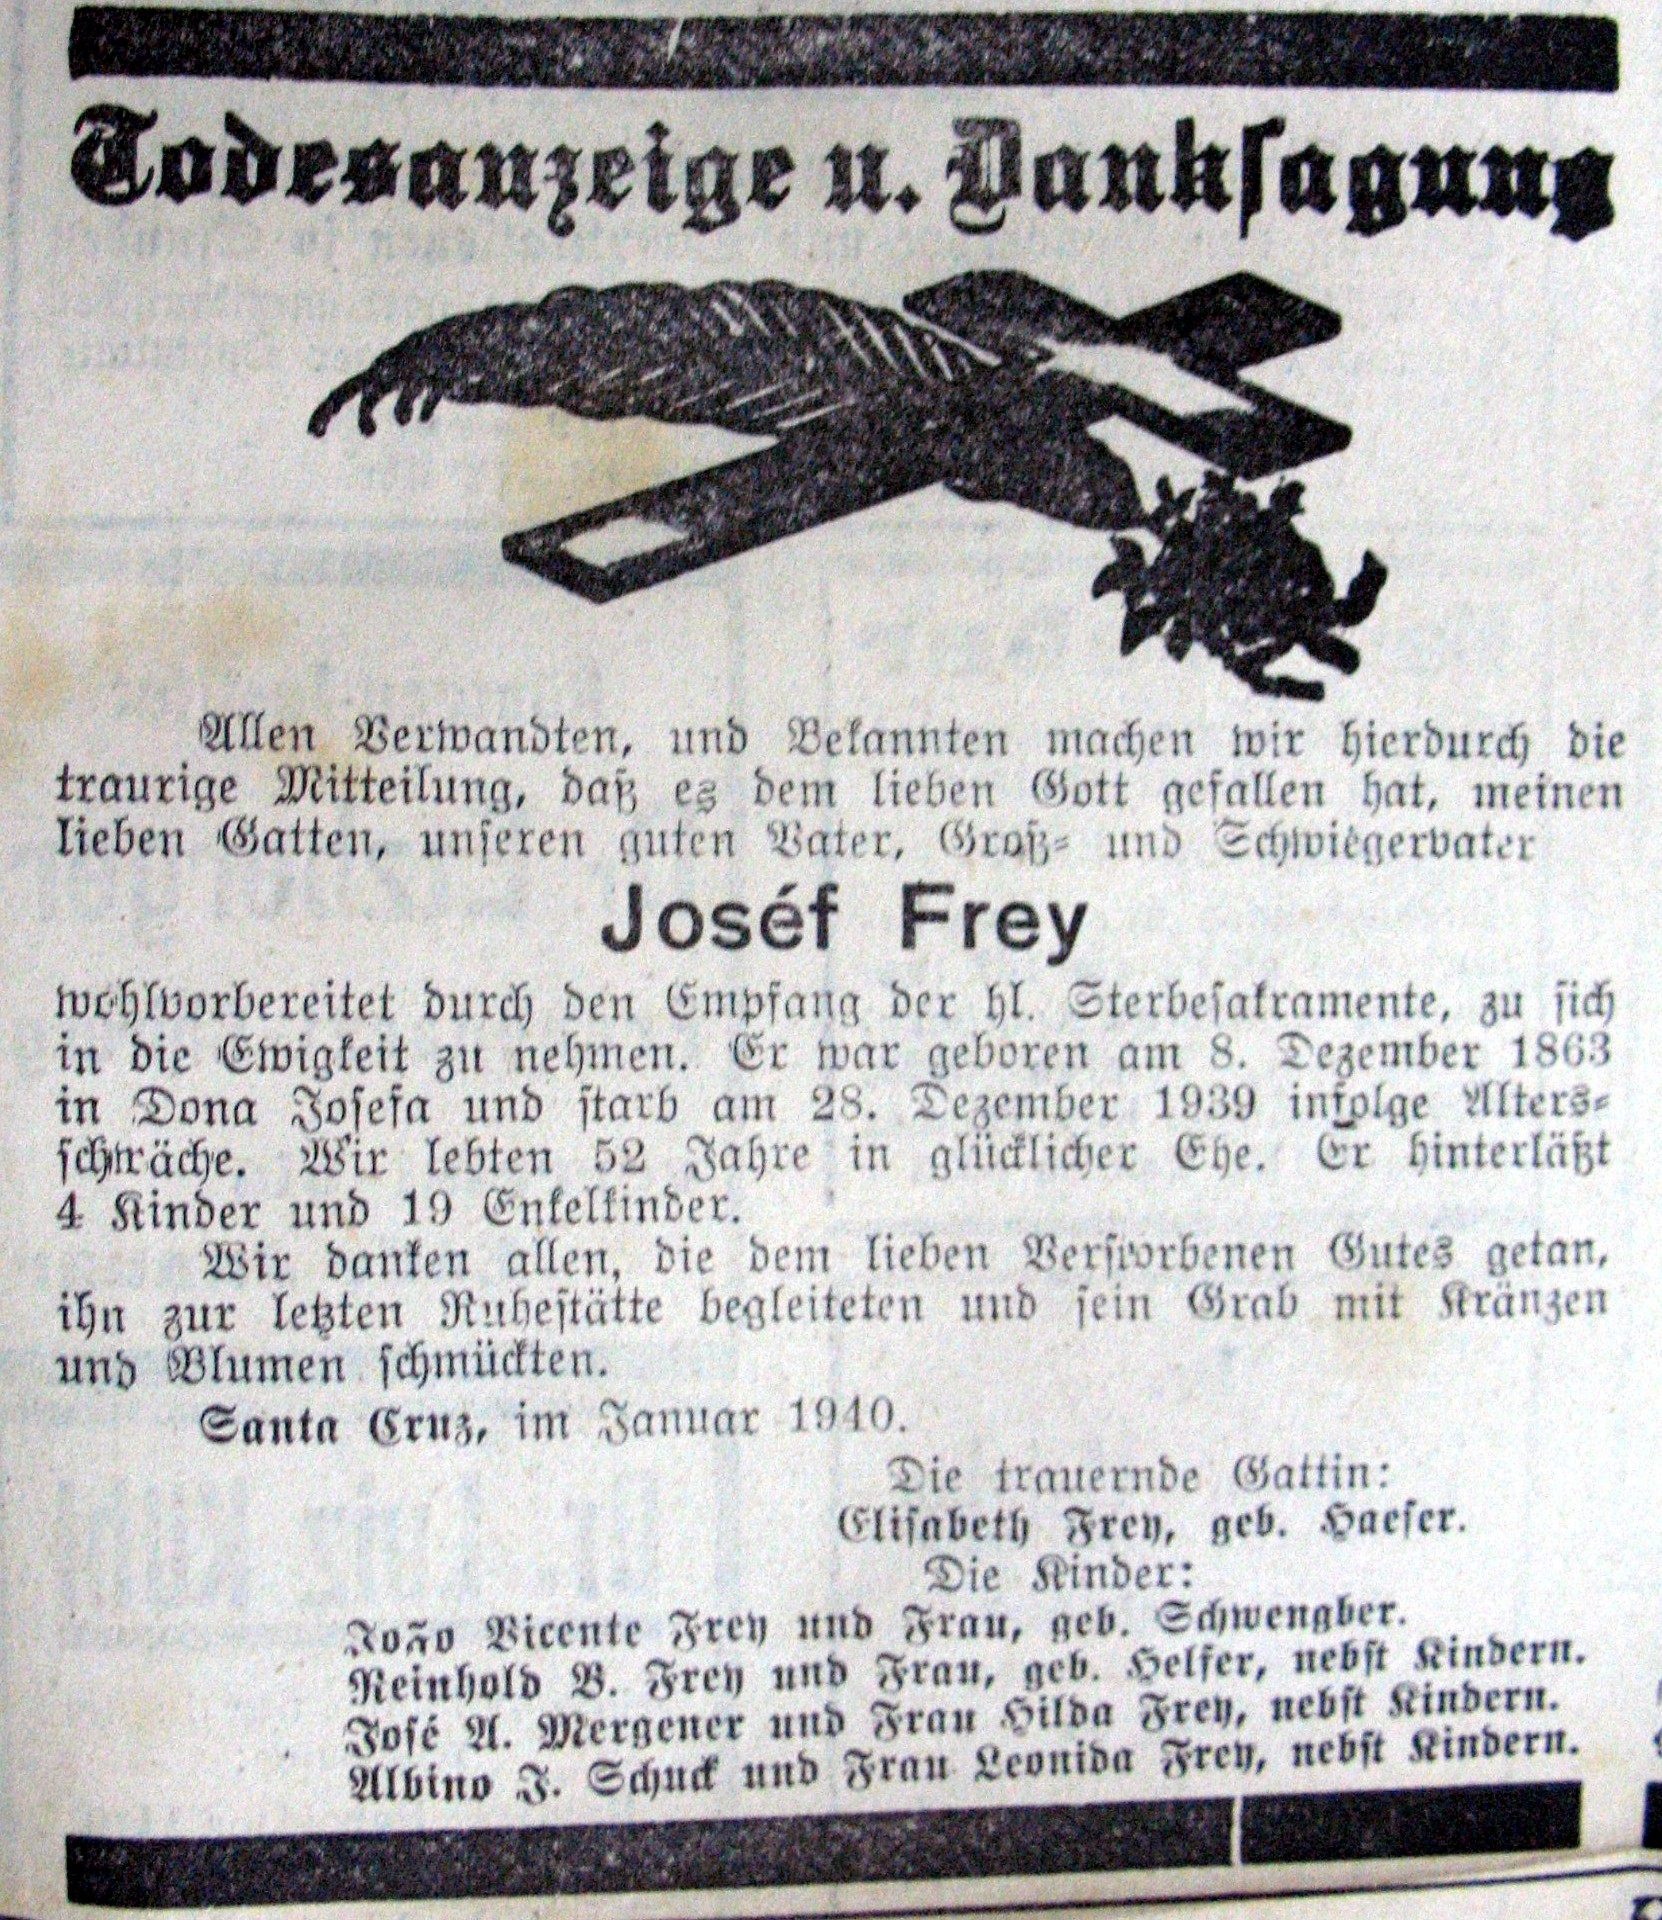 Todesanzeige u. Danksagung
Allen Verwandten, und Bekannten machen wir hierdurch die
traurige Mitteilung, daß es dem lieben Gott gefallen hat, meinen
lieben Gatten, unseren guten Vater, Groß- und Schwiegervater
Joséf Frey
wohlvorbereitet durch den Empfang der hl. Sterbesakramente, zu sich
in die Ewigkeit zu nehmen. Er war geboren am 8. Dezember 1863
in Dona Josefa und starb am 28. Dezember 1939 infolge Alters-
schwäche. Wir lebten 52 Jahre in glücklicher Ehe. Er hinterläßt
4 Kinder und 19 Enkelkinder.
Wir danken allen, die dem lieben Verstorbenen Gutes getan,
ihn zur letzten Ruhestätte begleiteten und sein Grab mit Kränzen
und Blumen schmückten.
Santa Cruz, im Januar 1940.
Die trauernde Gattin:
Elisabeth Frey, geb. Haeser.
Die Kinder:
João Vicente Frey und Frau, geb. Schwengber.
Reinhold B. Frey und Frau, geb. Helfer, nebst Kindern.
José A. Mergener und Frau Hilda Frey, nebst Kindern.
Albino J. Schuck und Frau Leonida Frey, nebst Kindern.